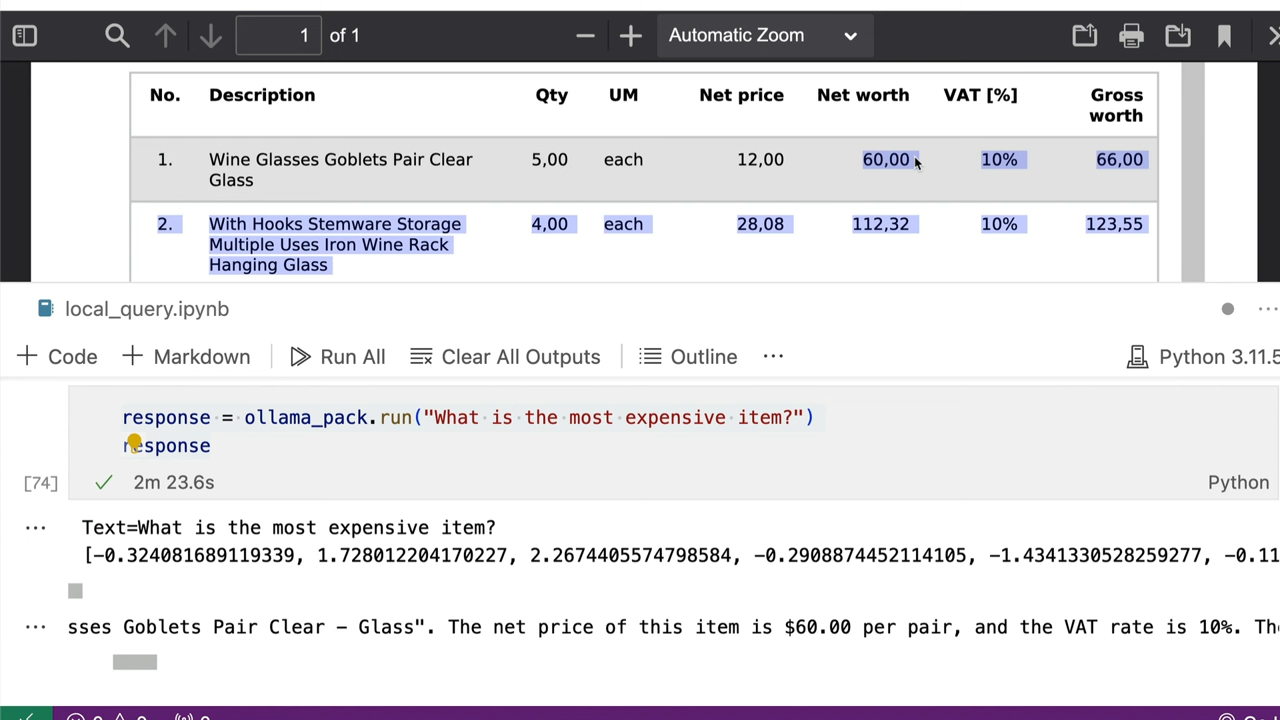 1 of 1 Automatic Zoom
No. Description Qty UM Net price Net worth VAT [%] Gross
worth
1. Wine Glasses Goblets Pair Clear 5,00 each 12,00 60,00 10% 66,00
Glass
2. With Hooks Stemware Storage 4,00 each 28,08 112,32 10% 123,55
Multiple Uses Iron Wine Rack
Hanging Glass
local_query.ipynb
Code Markdown Run All Clear All Outputs Outline Python 3.11.5
response = ollama_pack.run("What is the most expensive item?")
response
[74] 2m 23.6s Python
Text=What is the most expensive item?
[-0.324081689119339, 1.728012204170227, 2.2674405574798584, -0.2908874452114105, -1.4341330528259277, -0.11
sses Goblets Pair Clear – Glass". The net price of this item is $60.00 per pair, and the VAT rate is 10%.